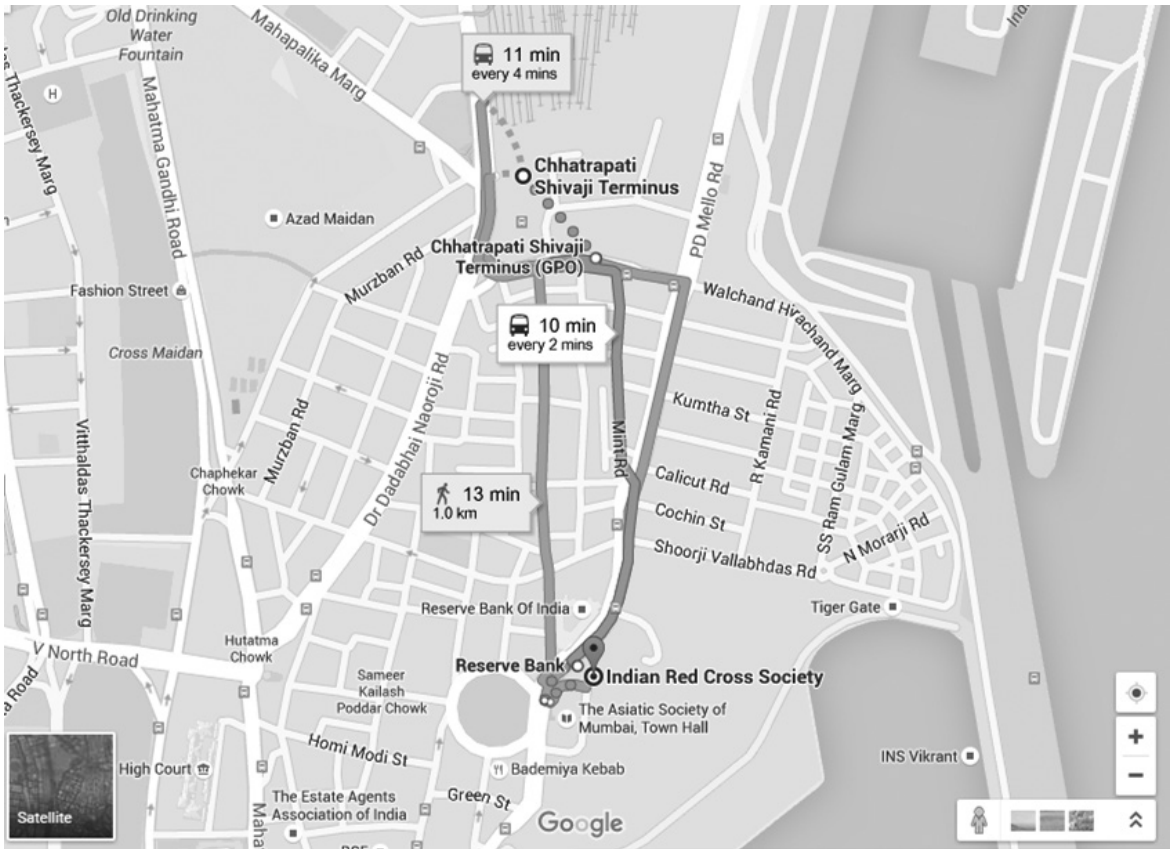 Old Drinking
Water
Fountain
Mahapalika Marg
11 min
every 4 mins
Thackersey Marg
H
Mahatma Gandhi Road
Chhatrapati
Shivaji Terminus
Azad Maidan
PD Mello Rd
Chhatrapati Shivaji
Terminus (GPO)
Murzban Rd
Fashion Street
Walchand Hirachand Marg
10 min
every 2 mins
Cross Maidan
Kumtha St
R Kamani Rd
SS Ram Gulam Marg
Murzban Rd
Dr Dadabhai Naoroji Rd
Mint Rd
Vitthaldas Thackersey Marg
Chaphekar
Chowk
Calicut Rd
13 min
1.0 km
Cochin St
N Morarji Rd
Shoorji Vallabhdas Rd
Reserve Bank Of India
Tiger Gate
Hutatma
Chowk
V North Road
Reserve Bank
Indian Red Cross Society
Sameer
Kailash
Poddar Chowk
The Asiatic Society of
Mumbai, Town Hall
Road
Homi Modi St
INS Vikrant
High Court
Bademiya Kebab
The Estate Agents
Association of India
Green St
Satellite
Google